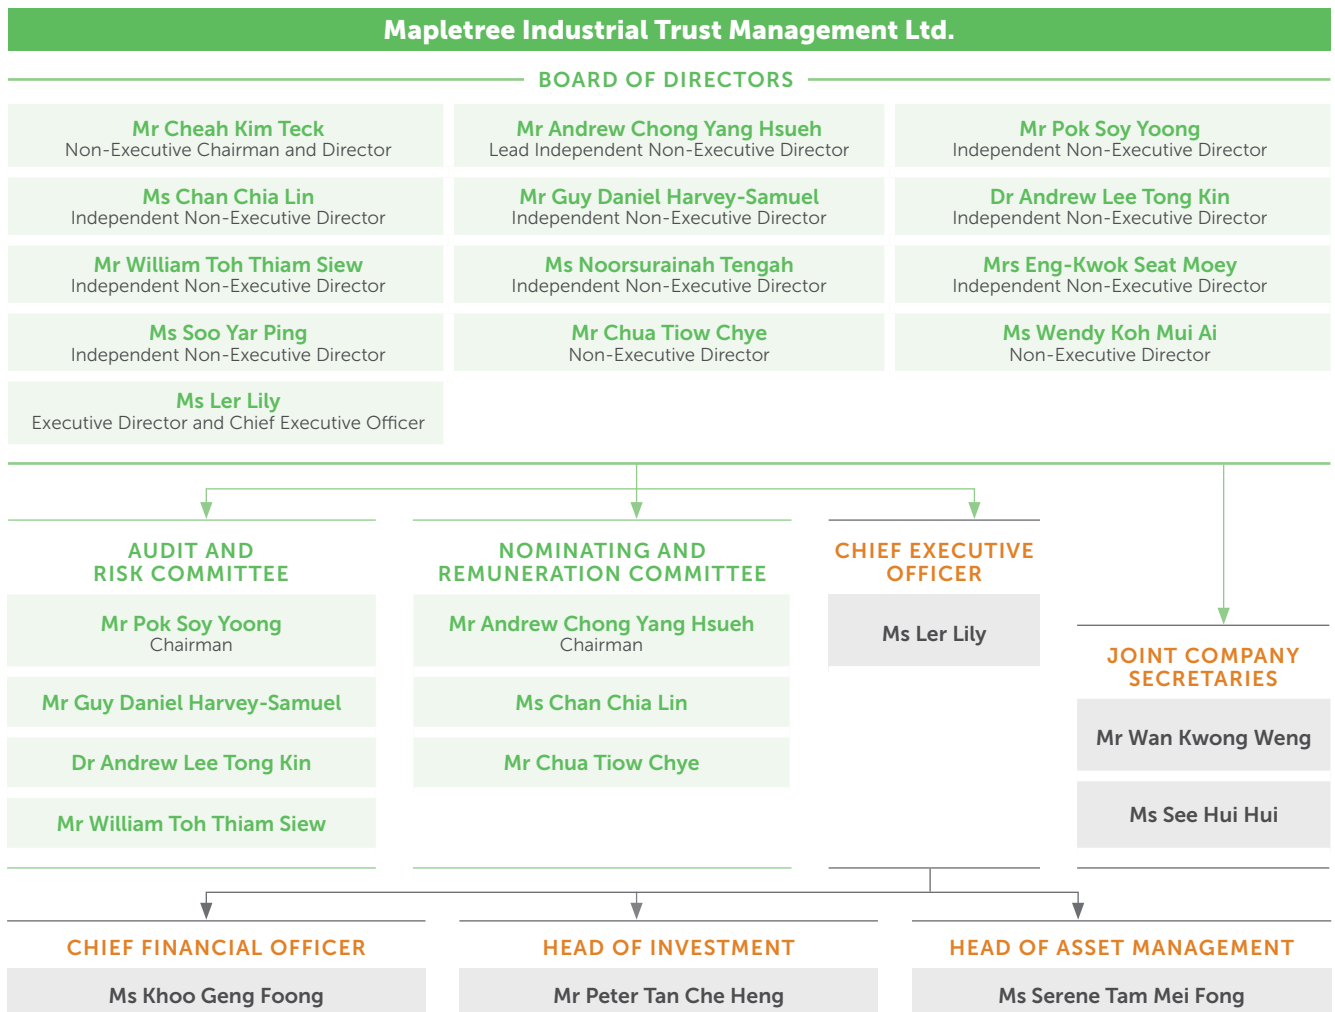 Mapletree Industrial Trust Management Ltd.
BOARD OF DIRECTORS
Mr Cheah Kim Teck
Non-Executive Chairman and Director
Mr Andrew Chong Yang Hsueh
Lead Independent Non-Executive Director
Mr Pok Soy Yoong
Independent Non-Executive Director
Ms Chan Chia Lin
Independent Non-Executive Director
Mr Guy Daniel Harvey-Samuel
Independent Non-Executive Director
Dr Andrew Lee Tong Kin
Independent Non-Executive Director
Mr William Toh Thiam Siew
Independent Non-Executive Director
Ms Noorsurainah Tengah
Independent Non-Executive Director
Mrs Eng-Kwok Seat Moey
Independent Non-Executive Director
Ms Soo Yar Ping
Independent Non-Executive Director
Mr Chua Tiow Chye
Non-Executive Director
Ms Wendy Koh Mui Ai
Non-Executive Director
Ms Ler Lily
Executive Director and Chief Executive Officer
AUDIT AND
RISK COMMITTEE
Mr Pok Soy Yoong
Chairman
Mr Guy Daniel Harvey-Samuel
Dr Andrew Lee Tong Kin
Mr William Toh Thiam Siew
NOMINATING AND
REMUNERATION COMMITTEE
Mr Andrew Chong Yang Hsueh
Chairman
Ms Chan Chia Lin
Mr Chua Tiow Chye
CHIEF EXECUTIVE
OFFICER
Ms Ler Lily
JOINT COMPANY
SECRETARIES
Mr Wan Kwong Weng
Ms See Hui Hui
CHIEF FINANCIAL OFFICER
Ms Khoo Geng Foong
HEAD OF INVESTMENT
Mr Peter Tan Che Heng
HEAD OF ASSET MANAGEMENT
Ms Serene Tam Mei Fong